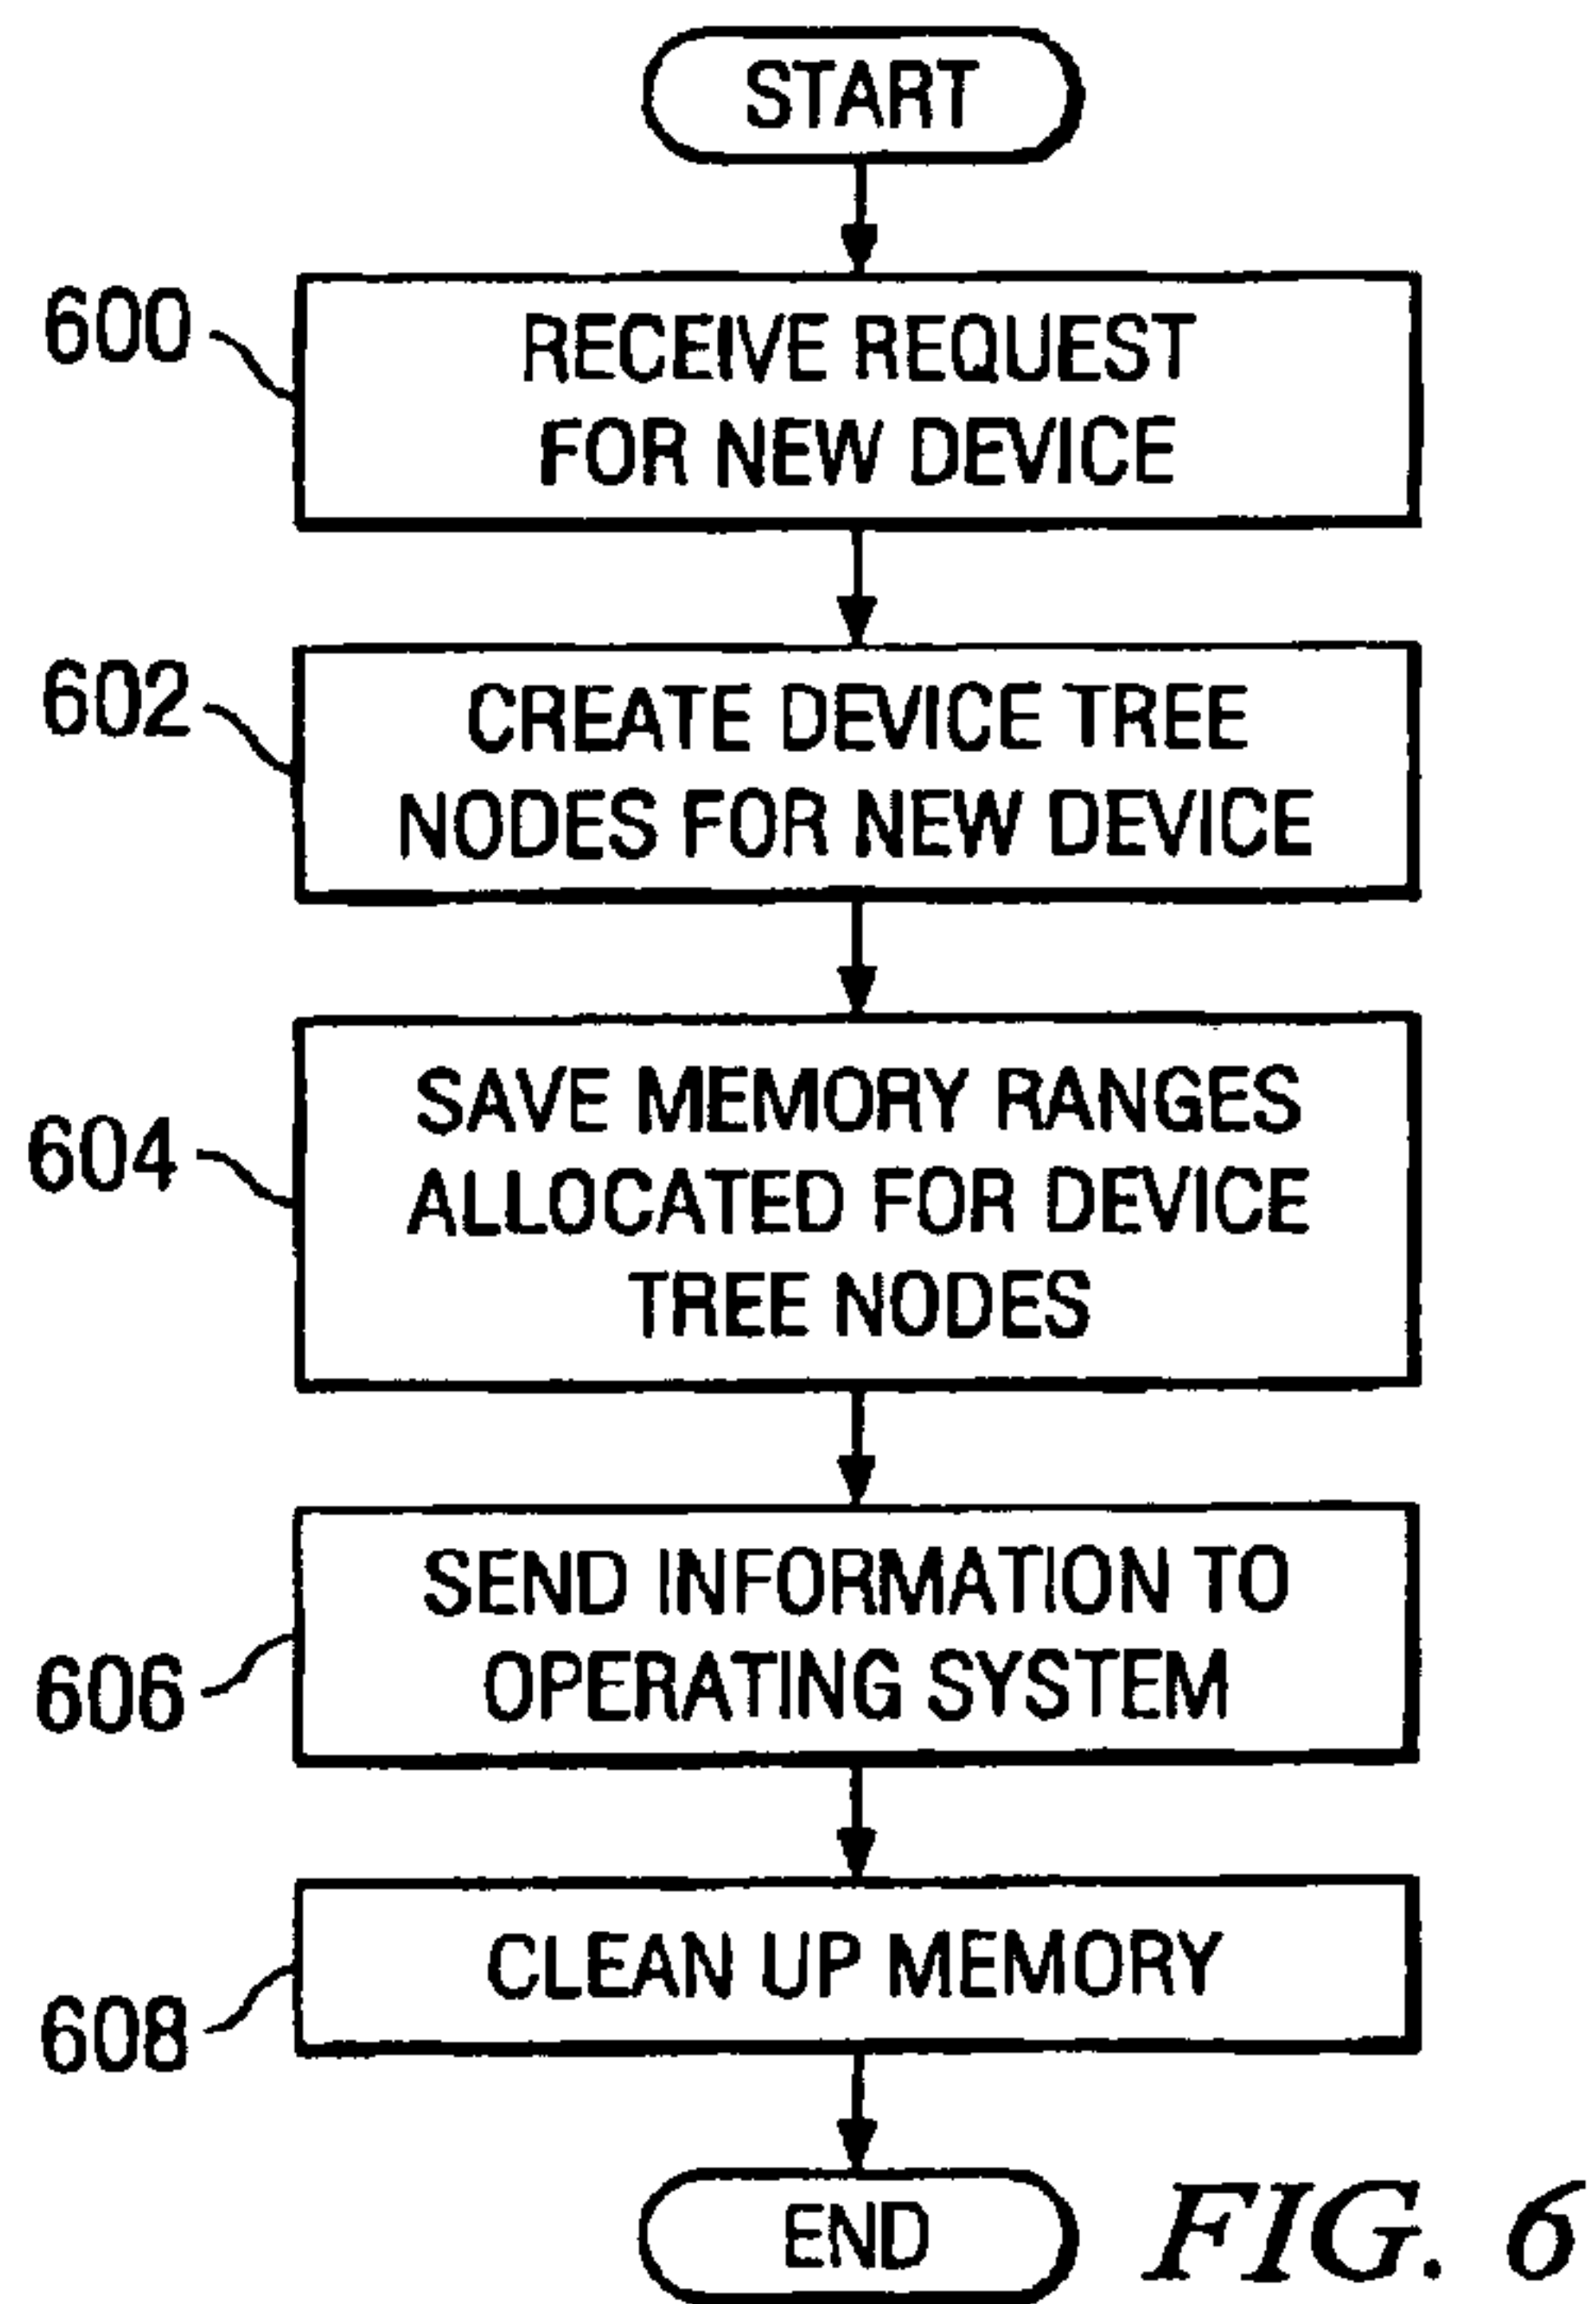 START
600
RECEIVE REQUEST
FOR NEW DEVICE
602
CREATE DEVICE TREE
NODES FOR NEW DEVICE
604
SAVE MEMORY RANGES
ALLOCATED FOR DEVICE
TREE NODES
606
SEND INFORMATION TO
OPERATING SYSTEM
608
CLEAN UP MEMORY
END
FIG. 6